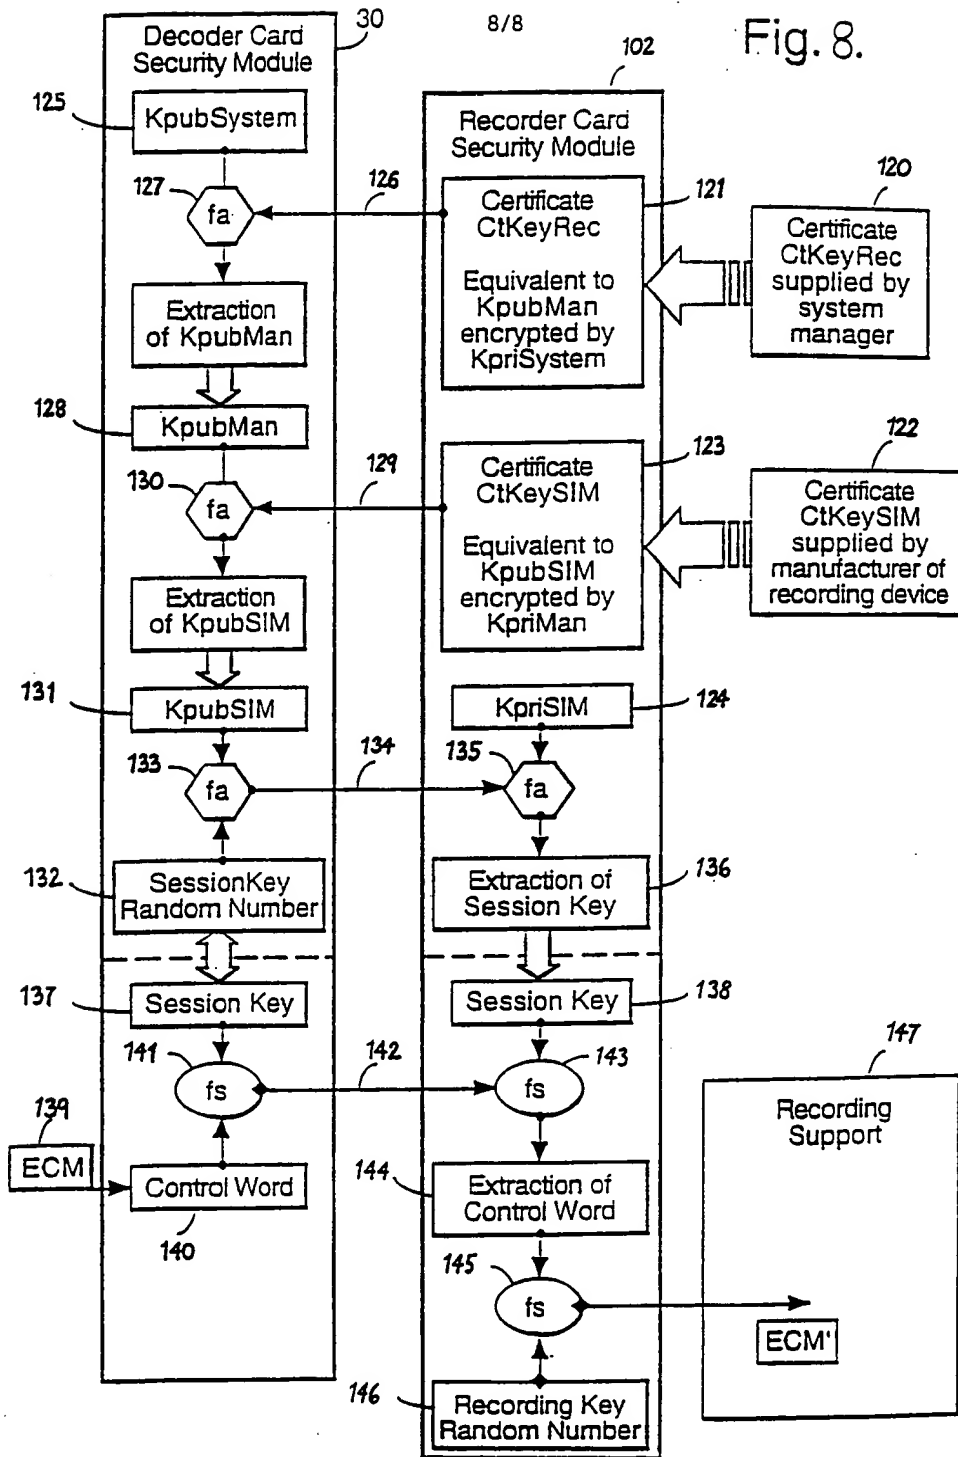 8/8
Fig. 8.
Decoder Card
Security Module
30
125
KpubSystem
127
fa
126
Extraction
of KpubMan
128
KpubMan
130
fa
129
Extraction
of KpubSIM
131
KpubSIM
133
fa
134
132
SessionKey
Random Number
137
Session Key
141
fs
142
139
ECM
Control Word
140
102
Recorder Card
Security Module
121
Certificate
CtKeyRec
Equivalent to
KpubMan
encrypted by
KpriSystem
120
Certificate
CtKeyRec
supplied by
system
manager
123
Certificate
CtKeySIM
Equivalent to
KpubSIM
encrypted by
KpriMan
122
Certificate
CtKeySIM
supplied by
manufacturer of
recording device
KpriSIM
124
135
fa
136
Extraction of
Session Key
Session Key
138
143
fs
144
Extraction of
Control Word
145
fs
146
Recording Key
Random Number
147
Recording
Support
ECM'